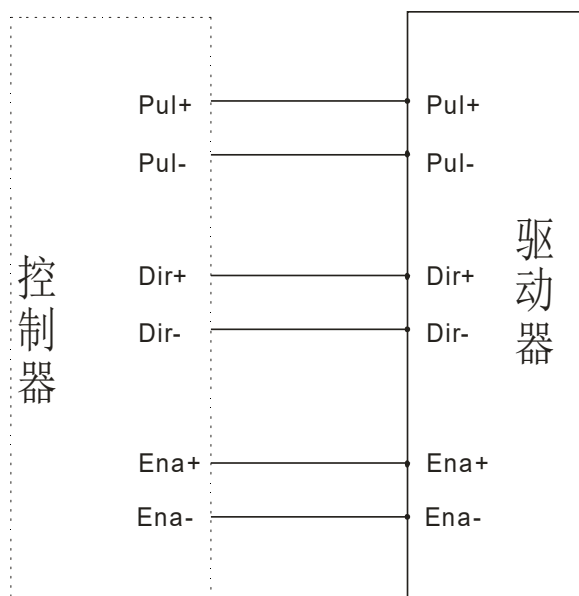 Pul+ Pul+
Pul- Pul-
控制器
驱动器
Dir+ Dir+
Dir- Dir-
Ena+ Ena+
Ena- Ena-